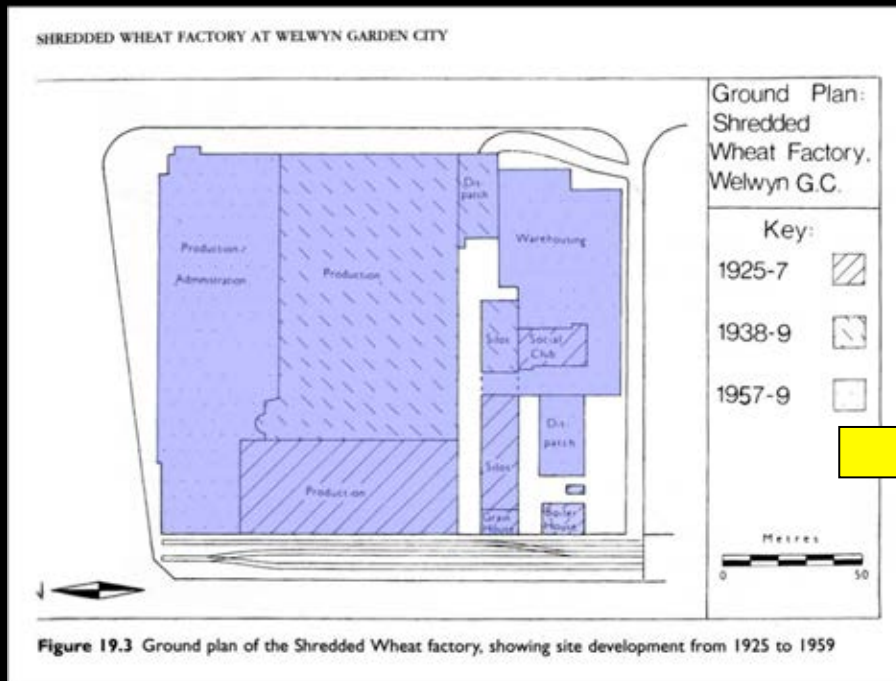 SHREDDED WHEAT FACTORY AT WELWYN GARDEN CITY
Ground Plan:
Shredded
Wheat Factory,
Welwyn G.C.
Key:
1925-7
1938-9
1957-9
Metres
0 50
Production/
Administration
Production
Dis-
patch
Warehousing
Silos
Social
Club
Dis-
patch
Silos
Production
Grain
House
Boiler
House
Figure 19.3 Ground plan of the Shredded Wheat factory, showing site development from 1925 to 1959